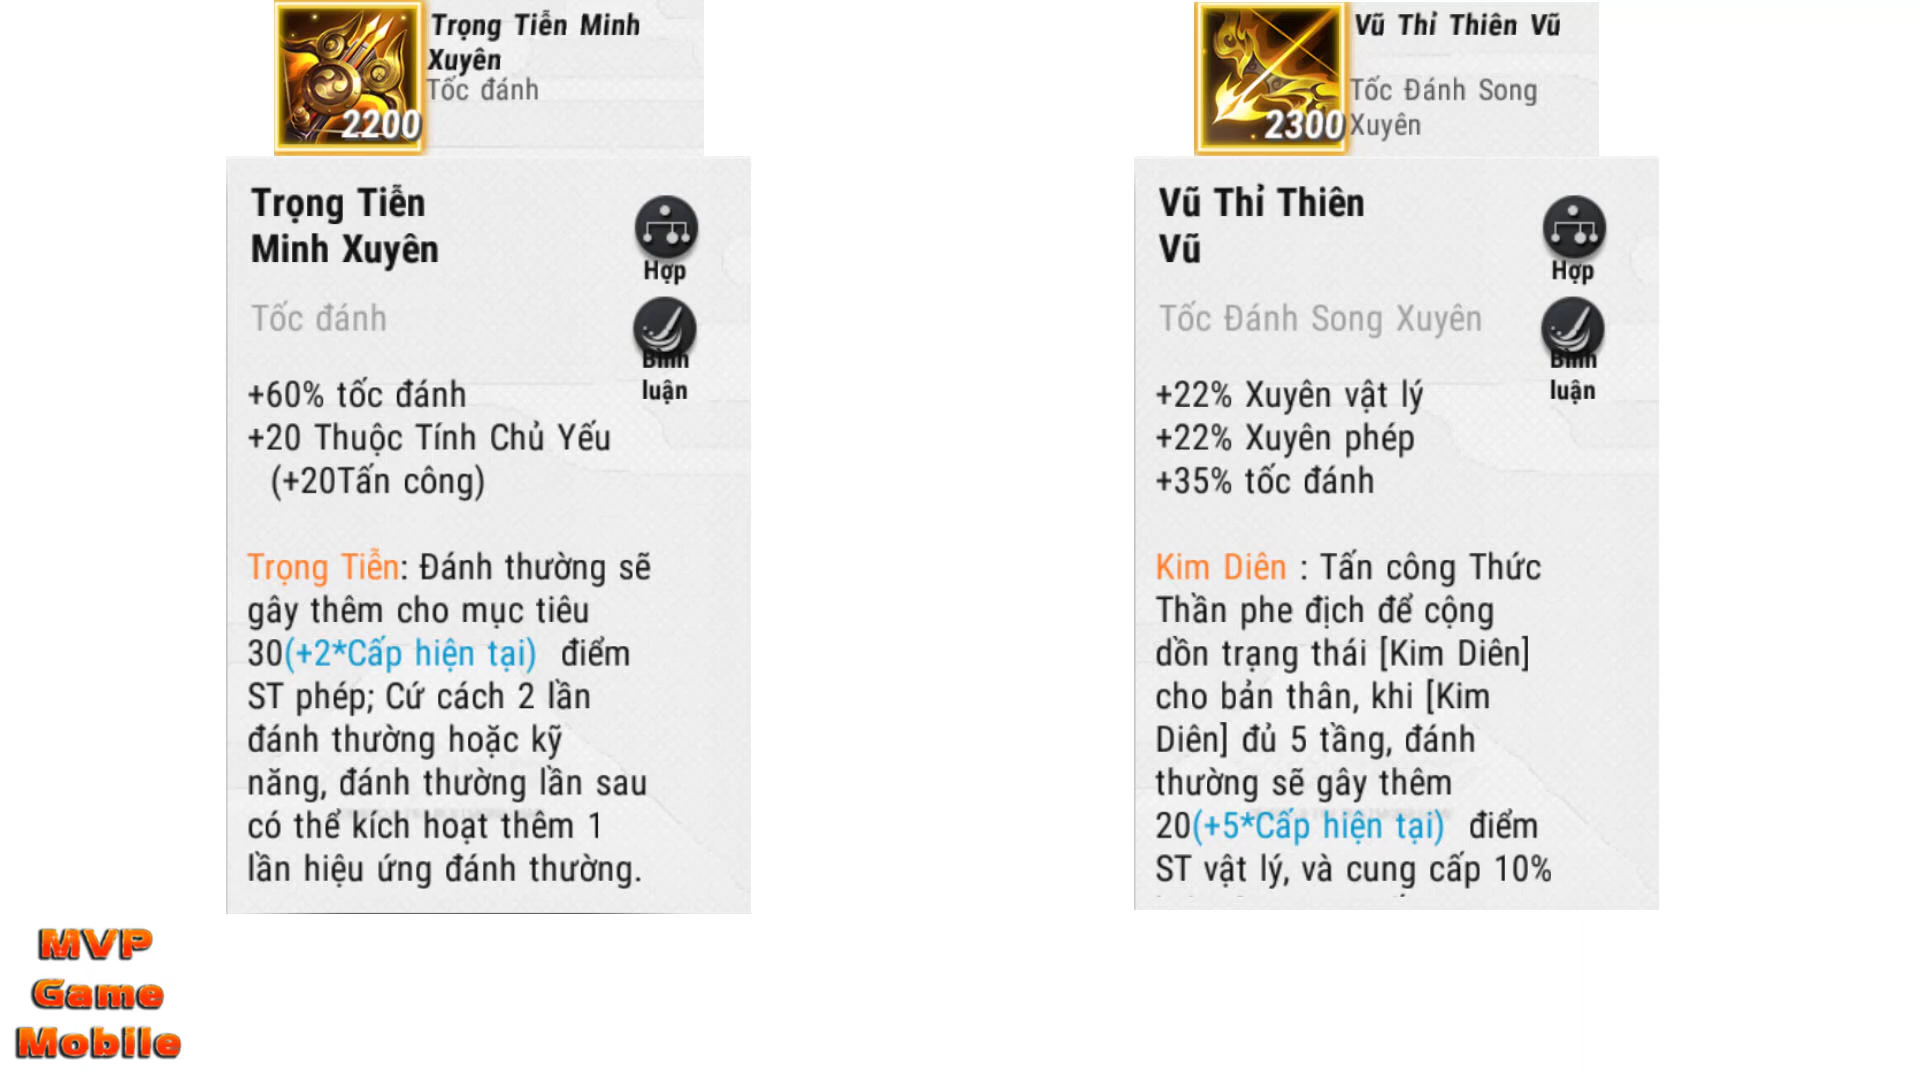 Trọng Tiễn Minh
Xuyên
Tốc đánh
2200
Trọng Tiễn
Minh Xuyên
Hợp
Tốc đánh
Bình
luận
+60% tốc đánh
+20 Thuộc Tính Chủ Yếu
(+20Tấn công)
Trọng Tiễn: Đánh thường sẽ
gây thêm cho mục tiêu
30(+2*Cấp hiện tại) điểm
ST phép; Cứ cách 2 lần
đánh thường hoặc kỹ
năng, đánh thường lần sau
có thể kích hoạt thêm 1
lần hiệu ứng đánh thường.
Vũ Thỉ Thiên Vũ
Tốc Đánh Song
Xuyên
2300
Vũ Thỉ Thiên
Vũ
Hợp
Tốc Đánh Song Xuyên
Bình
luận
+22% Xuyên vật lý
+22% Xuyên phép
+35% tốc đánh
Kim Diên : Tấn công Thức
Thần phe địch để cộng
dồn trạng thái [Kim Diên]
cho bản thân, khi [Kim
Diên] đủ 5 tầng, đánh
thường sẽ gây thêm
20(+5*Cấp hiện tại) điểm
ST vật lý, và cung cấp 10%
MVP
Game
Mobile